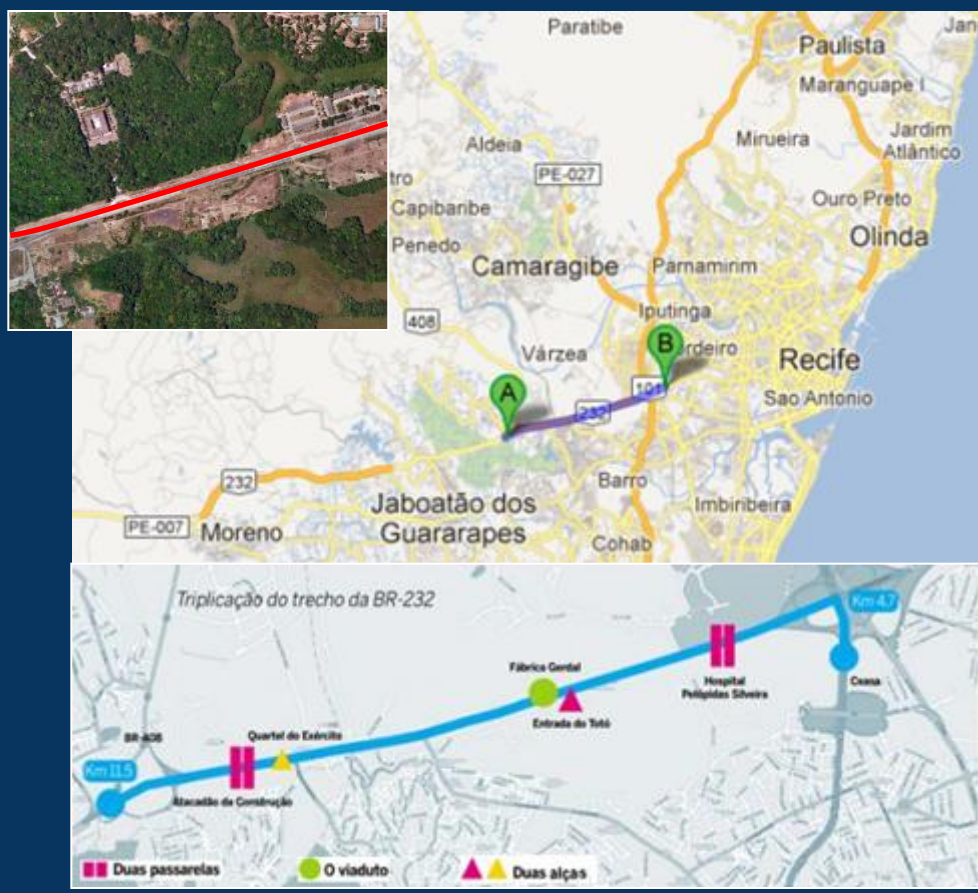 Paratibe
Jan
Paulista
Maranguape I
Aldeia
Mirueira
Jardim
Atlântico
PE-027
tro
Capibaribe
Ouro Preto
Penedo
Olinda
Camaragibe
Parnamirim
408
Iputinga
Várzea
B
rdeiro
Recife
A
101
232
Sao Antonio
232
Barro
Jaboatão dos
Guararapes
Imbiribeira
PE-007
Moreno
Cohab
Triplicação do trecho da BR-232
Km 4,7
Fábrica Gerdal
Hospital
Pelópidas Silveira
Ceasa
Entrada do Totó
BR-408
Quartel do Exército
Km 11,5
Atacadão da Construção
Duas passarelas
O viaduto
Duas alças